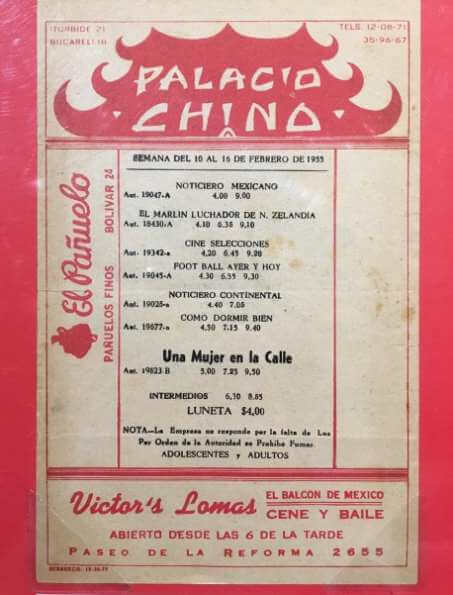 ITURBIDE 21
BUCARELI 18
TELS. 12-08-71
35-96-67
PALACIO
CHINO
SEMANA DEL 10 AL 16 DE FEBRERO DE 1955
NOTICIERO MEXICANO
Aut. 19047-A 4.00 9.00
EL MARLIN LUCHADOR DE N. ZELANDIA
Aut. 18430-A 4.10 6.35 9.10
CINE SELECCIONES
Aut. 19342-a 4.20 6.45 9.20
FOOT BALL AYER Y HOY
Aut. 19045-A 4.30 6.55 9.30
NOTICIERO CONTINENTAL
Aut. 19025-a 4.40 7.05
COMO DORMIR BIEN
Aut. 19677-a 4.50 7.15 9.40
Una Mujer en la Calle
Aut. 19823-B 5.00 7.25 9.50
INTERMEDIOS 6,30 8.55
LUNETA $4,00
NOTA—La Empresa no responde por la falta de Luz
Por Orden de la Autoridad se Prohibe Fumar
ADOLESCENTES y ADULTOS
El Pañuelo
PAÑUELOS FINOS BOLIVAR 24
Victor's Lomas
EL BALCON DE MEXICO
CENE Y BAILE
ABIERTO DESDE LAS 6 DE LA TARDE
PASEO DE LA REFORMA 2655